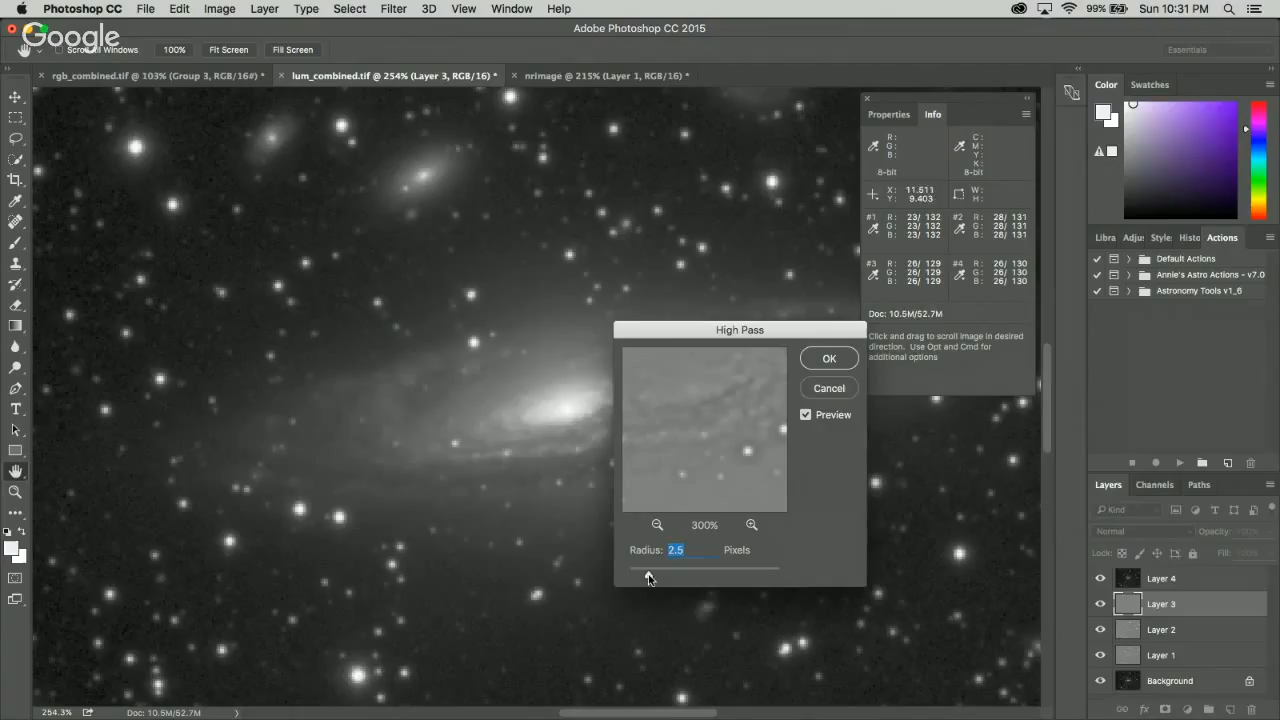 Photoshop CC File Edit Image Layer Type Select Filter 3D View Window Help 99% Sun 10:31 PM
Adobe Photoshop CC 2015
Google
Scroll All Windows 100% Fit Screen Fill Screen Essentials
rgb_combined.tif @ 103% (Group 3, RGB/16#) * lum_combined.tif @ 254% (Layer 3, RGB/16) * nrimage @ 215% (Layer 1, RGB/16) *
Properties Info
R: C:
G: M:
B: Y:
K:
8-bit 8-bit
X: 11.511 W:
Y: 9.403 H:
#1 R: 23/ 132 #2 R: 28/ 131
G: 23/ 132 G: 28/ 131
B: 23/ 132 B: 28/ 131
#3 R: 26/ 129 #4 R: 26/ 130
G: 26/ 129 G: 26/ 130
B: 26/ 129 B: 26/ 130
Doc: 10.5M/52.7M
Click and drag to scroll image in desired
direction. Use Opt and Cmd for
additional options
High Pass
OK
Cancel
Preview
300%
Radius: 2.5 Pixels
Color Swatches
Libra Adju: Style: Histo Actions
Default Actions
Annie's Astro Actions - v7.0
Astronomy Tools v1_6
Layers Channels Paths
Kind
Normal Opacity:
Lock: Fill:
Layer 4
Layer 3
Layer 2
Layer 1
Background
254.3% Doc: 10.5M/52.7M